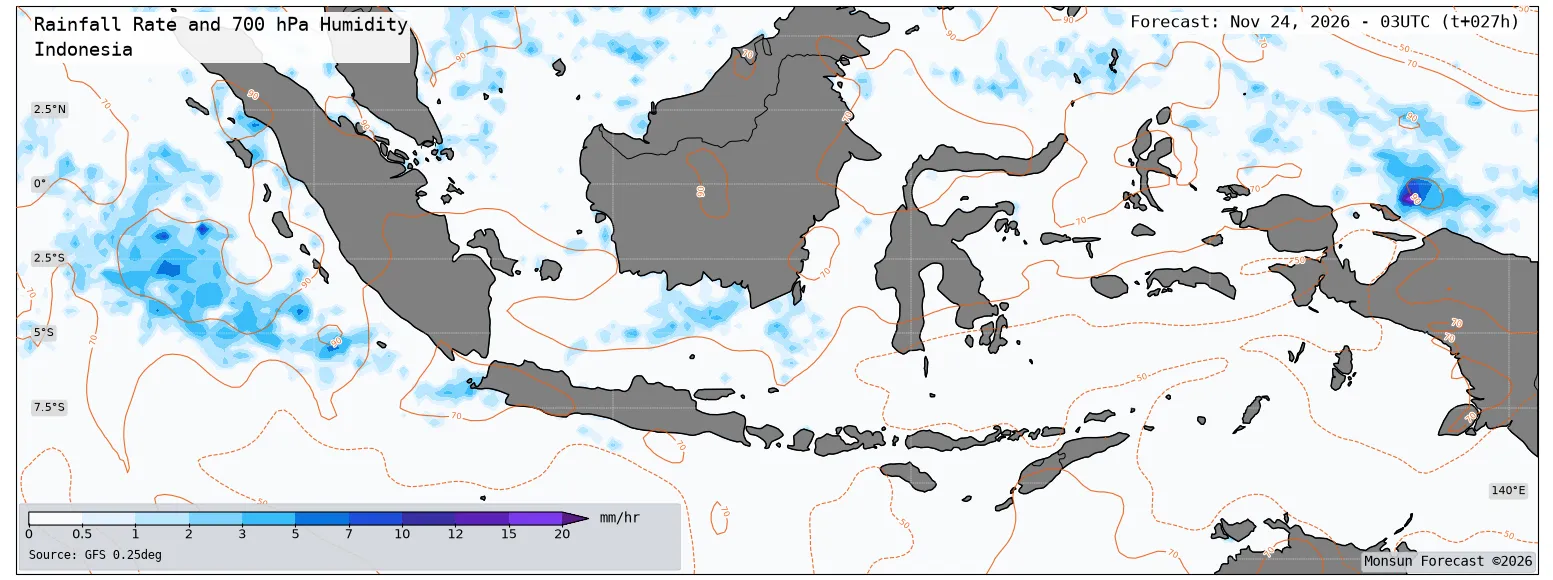 Rainfall Rate and 700 hPa Humidity
Indonesia
Forecast: Nov 24, 2026 - 03UTC (t+027h)
2.5°N
0°
2.5°S
5°S
7.5°S
140°E
0 0.5 1 2 3 5 7 10 12 15 20 mm/hr
Source: GFS 0.25deg
Monsun Forecast ©2026